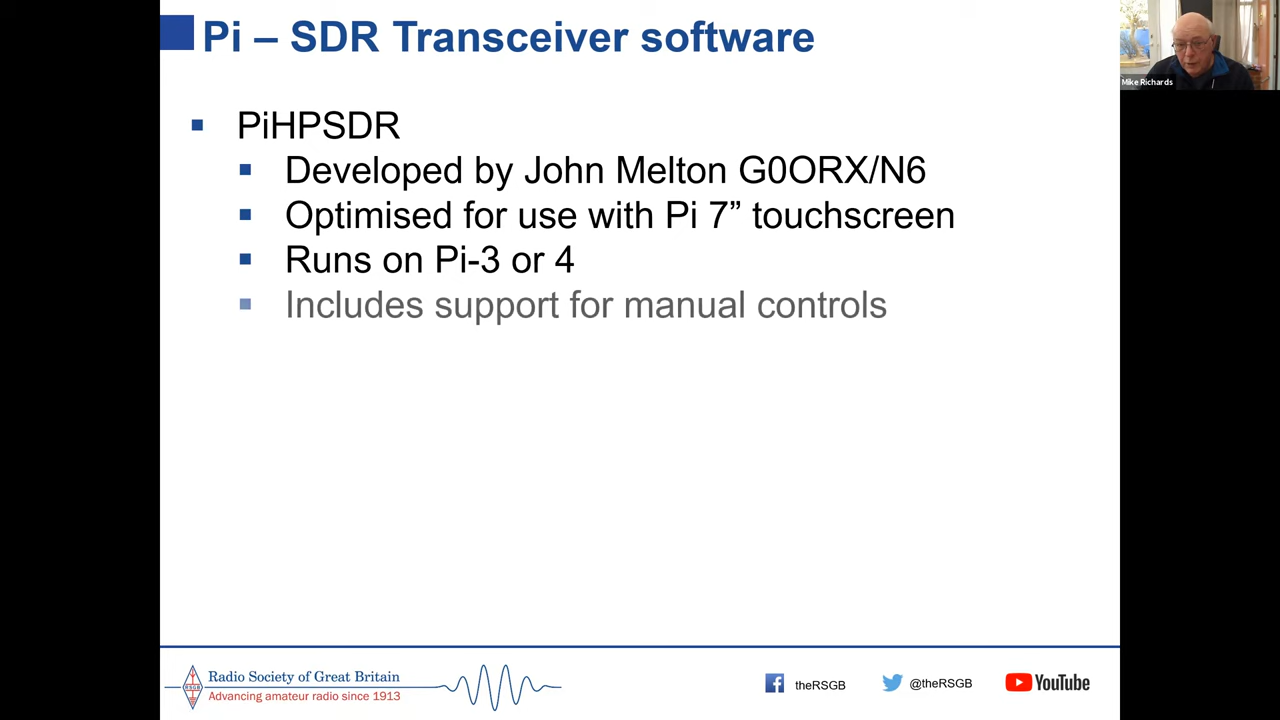 Pi – SDR Transceiver software
Mike Richards
PiHPSDR
Developed by John Melton G0ORX/N6
Optimised for use with Pi 7” touchscreen
Runs on Pi-3 or 4
Includes support for manual controls
RSGB
Radio Society of Great Britain
Advancing amateur radio since 1913
theRSGB
@theRSGB
YouTube